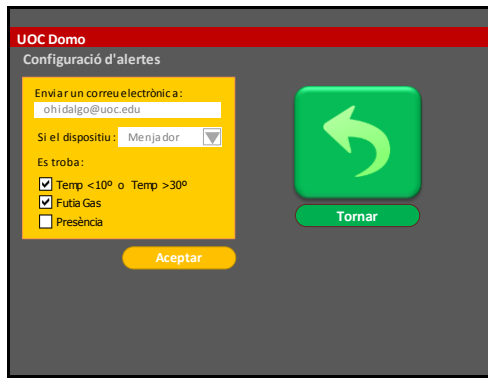 UOC Domo
Configuració d'alertes
Enviar un correu electrònic a:
ohidalgo@uoc.edu
Si el dispositiu: Menjador
Es troba:
Temp <10º o Temp >30º
Futia Gas
Presència
Aceptar
Tornar